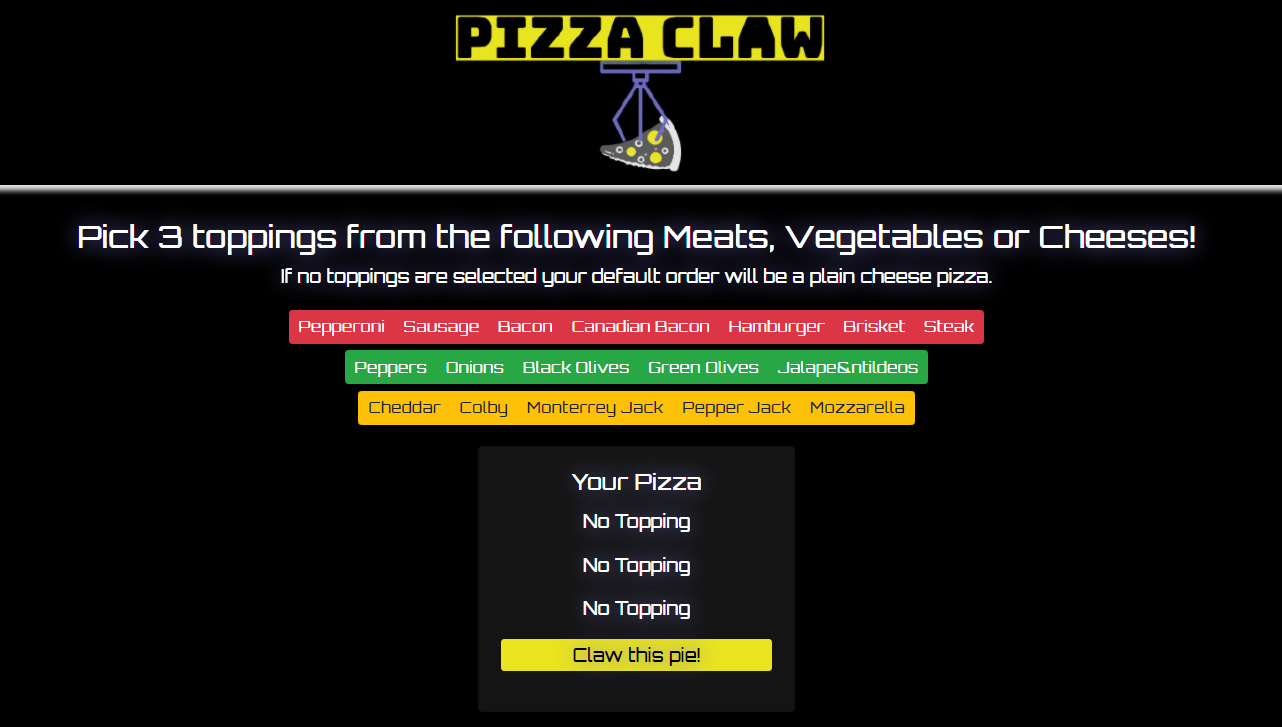 PIZZA CLAW
Pick 3 toppings from the following Meats, Vegetables or Cheeses!
If no toppings are selected your default order will be a plain cheese pizza.
Pepperoni Sausage Bacon Canadian Bacon Hamburger Brisket Steak
Peppers Onions Black Olives Green Olives Jalape&ntildeos
Cheddar Colby Monterrey Jack Pepper Jack Mozzarella
Your Pizza
No Topping
No Topping
No Topping
Claw this pie!